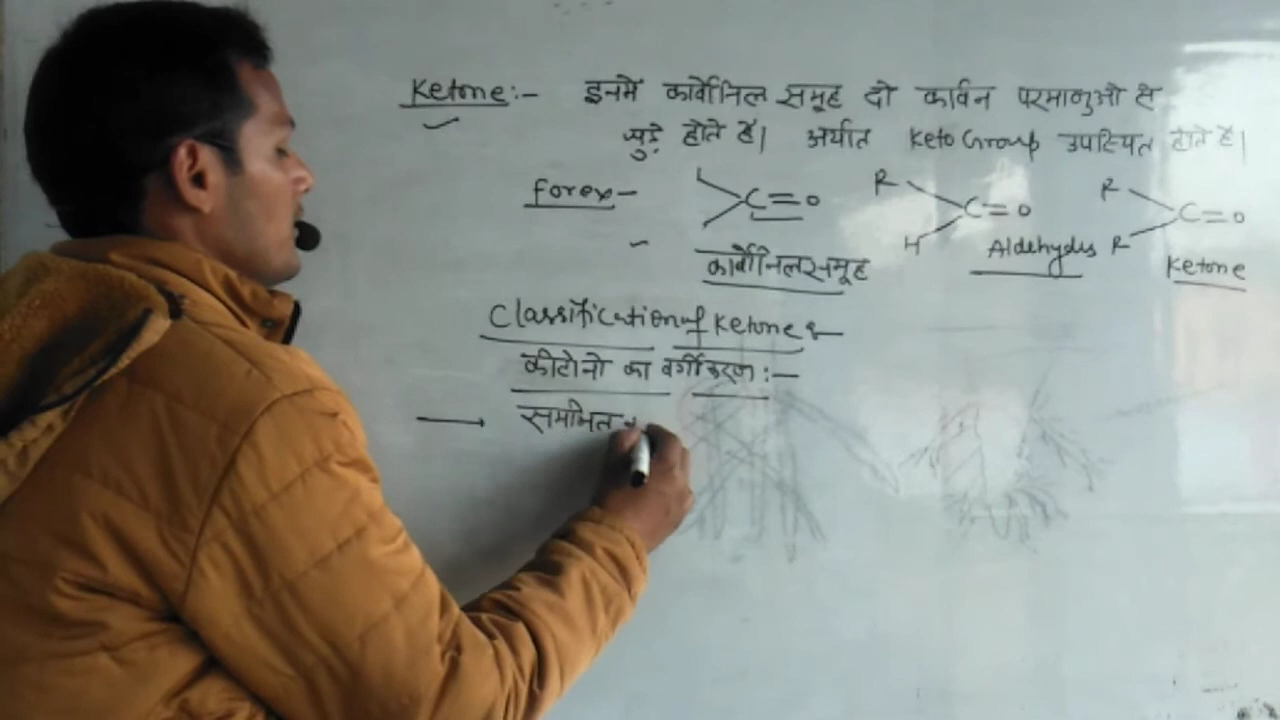 Ketone:- इनमें कार्बोनिल समूह दो कार्बन परमाणुओ से
जुड़े होते हैं। अर्थात Keto Group उपस्थित होते हैं।
For ex-
C=O R H C=O R R C=O
कार्बोनिल समूह Aldehydes Ketone
Classification of Ketone:-
कीटोनो का वर्गीकरण:-
→ सममित